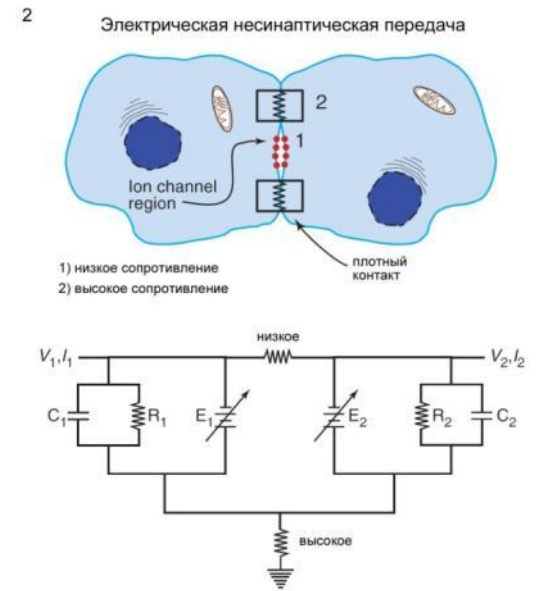 2
Электрическая несинаптическая передача
2
1
Ion channel
region
плотный
контакт
1) низкое сопротивление
2) высокое сопротивление
низкое
V₁,I₁
V₂,I₂
C₁
R₁
E₁
E₂
R₂
C₂
высокое